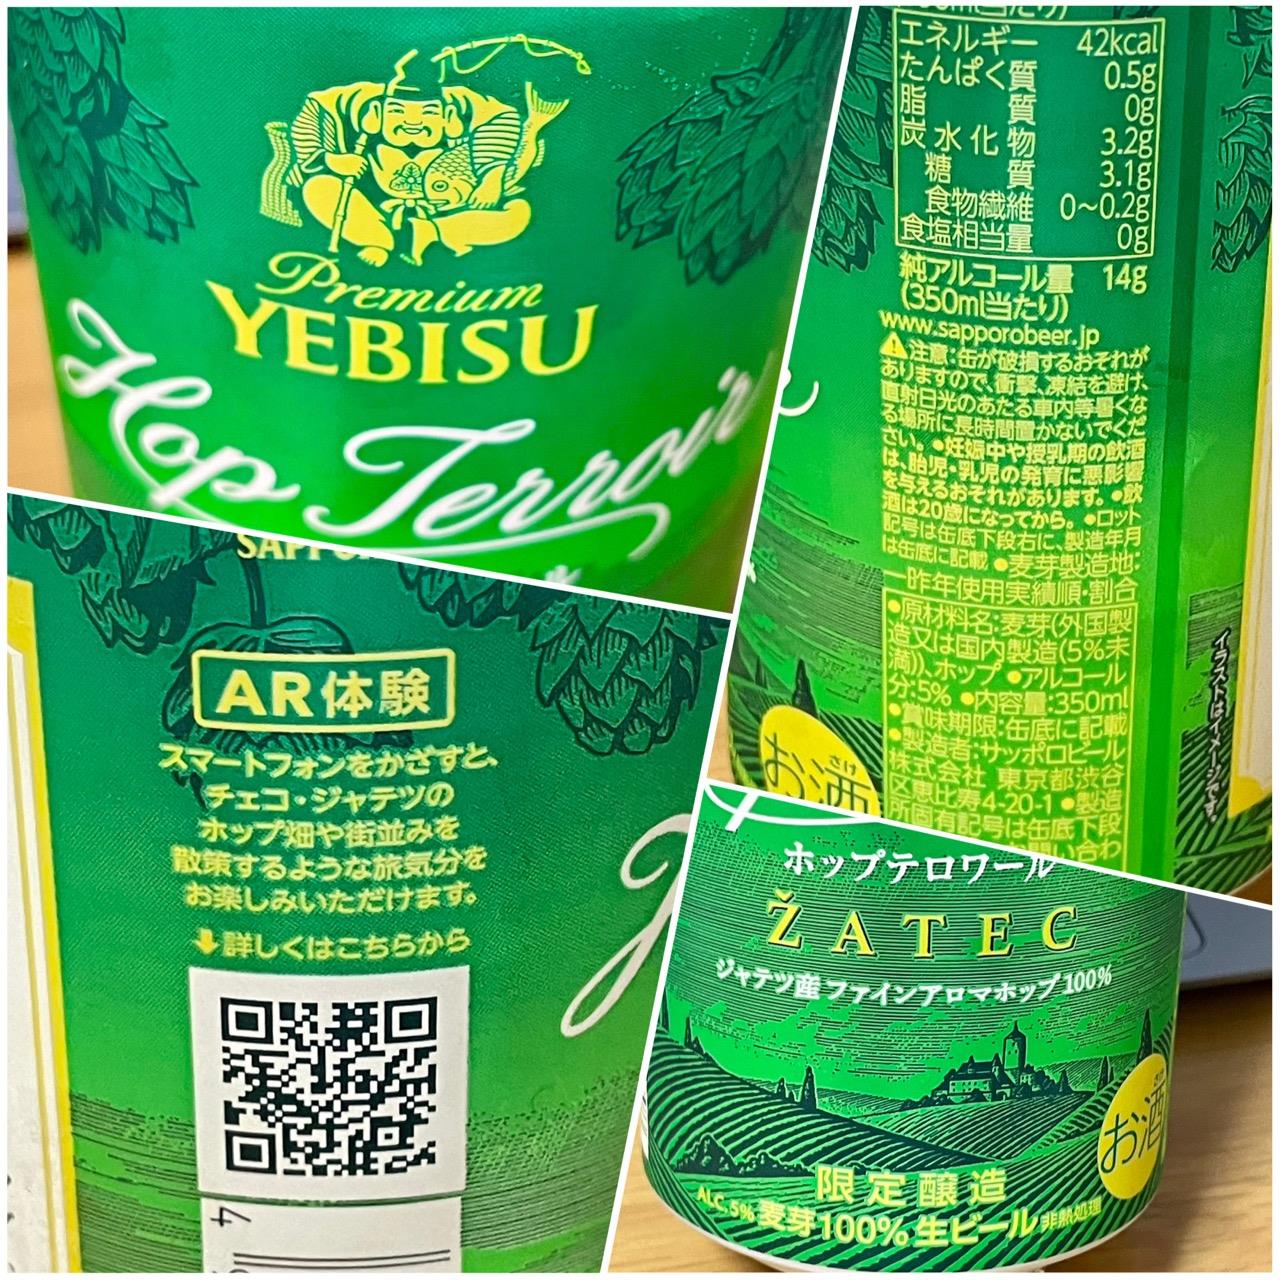 Premium
YEBISU
Hop Terroir
エネルギー 42kcal
たんぱく質 0.5g
脂質 0g
炭水化物 3.2g
糖質 3.1g
食物繊維 0～0.2g
食塩相当量 0g
純アルコール量 14g
(350ml当たり)
www.sapporobeer.jp
注意:缶が破損するおそれが
ありますので、衝撃、凍結を避け、
直射日光のあたる車内等暑くな
る場所に長時間置かないでくだ
さい。●妊娠中や授乳期の飲酒
は、胎児・乳児の発育に悪影響
を与えるおそれがあります。●飲
酒は20歳になってから。●ロット
記号は缶底下段右に、製造年月
は缶底に記載 ●麦芽製造地:
一昨年使用実績順・割合
●原材料名:麦芽(外国製
造又は国内製造(5%未
満))、ホップ ●アルコール
分:5% ●内容量:350ml
●賞味期限:缶底に記載
●製造者:サッポロビール
株式会社 東京都渋谷
区恵比寿4-20-1 ●製造
所固有記号は缶底下段
お酒
さけ
イラストはイメージです。
AR体験
スマートフォンをかざすと、
チェコ・ジャテツの
ホップ畑や街並みを
散策するような旅気分を
お楽しみいただけます。
詳しくはこちらから
4
ホップテロワール
ŽATEC
ジャテツ産ファインアロマホップ100%
お酒
限定醸造
ALC.5% 麦芽100% 生ビール 非熱処理